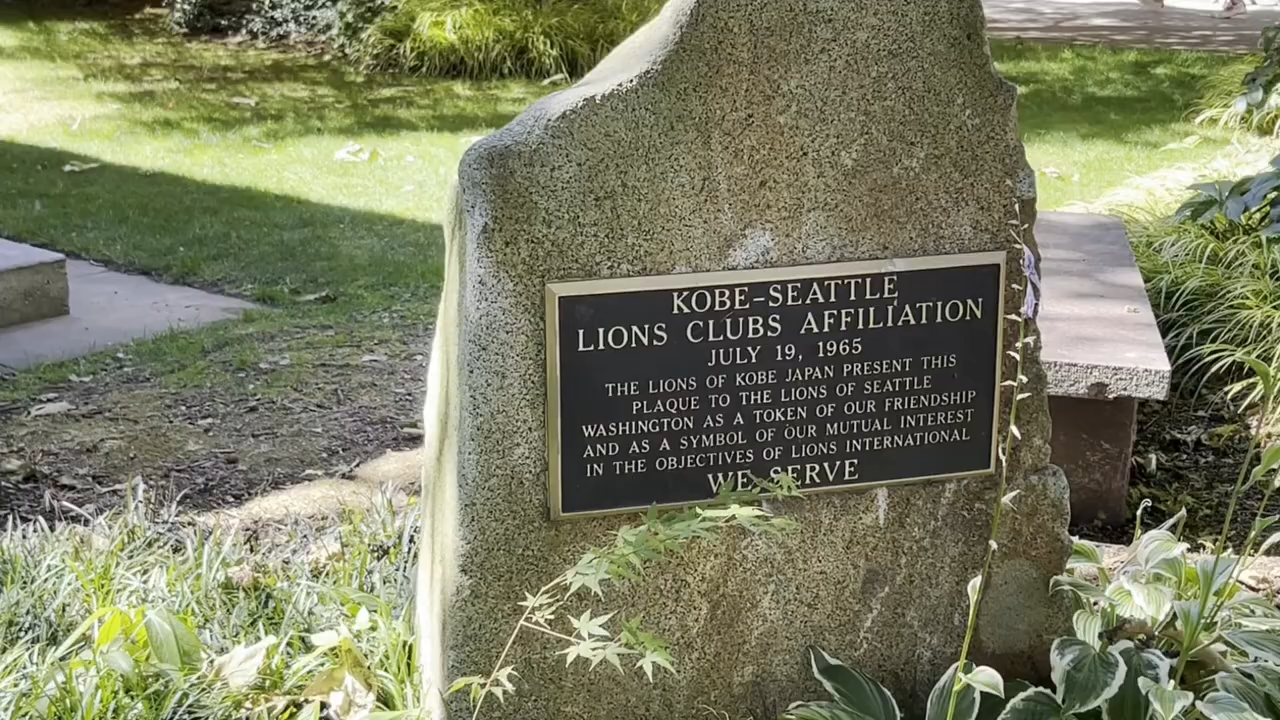 KOBE-SEATTLE
LIONS CLUBS AFFILIATION
JULY 19, 1965
THE LIONS OF KOBE JAPAN PRESENT THIS
PLAQUE TO THE LIONS OF SEATTLE
WASHINGTON AS A TOKEN OF OUR FRIENDSHIP
AND AS A SYMBOL OF OUR MUTUAL INTEREST
IN THE OBJECTIVES OF LIONS INTERNATIONAL
WE SERVE